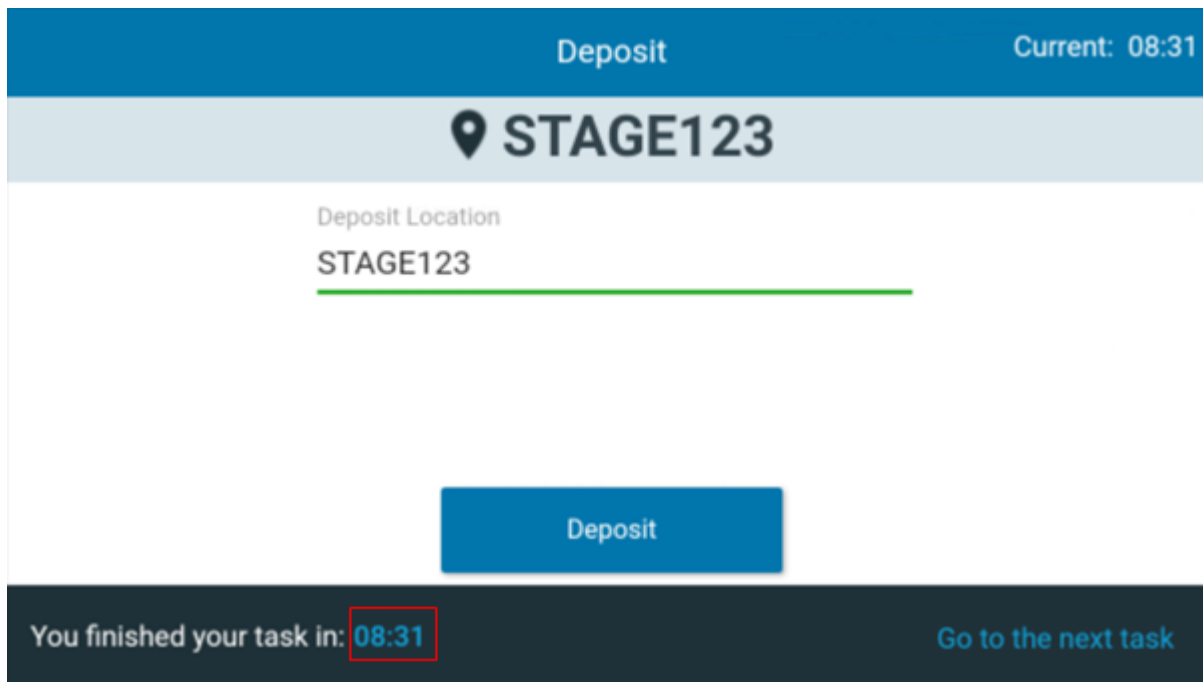 Deposit
Current: 08:31
STAGE123
Deposit Location
STAGE123
Deposit
You finished your task in: 08:31
Go to the next task